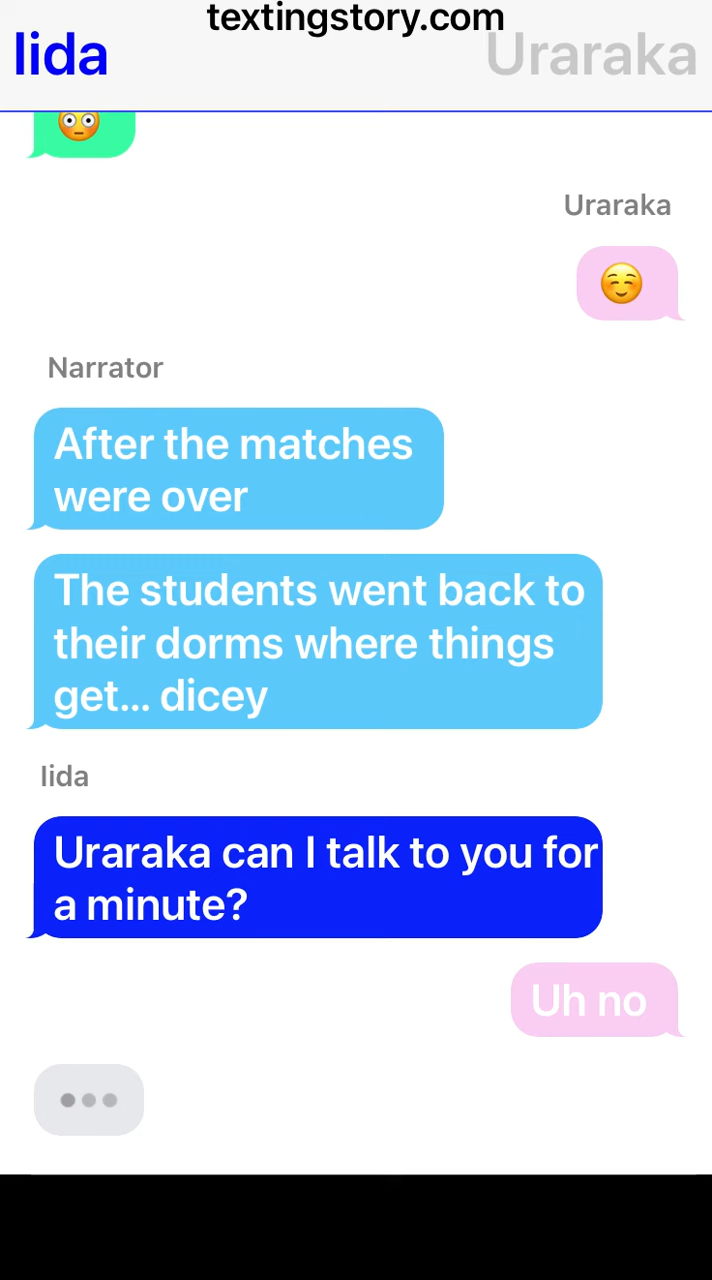 textingstory.com
Iida
Uraraka
😳
Uraraka
☺️
Narrator
After the matches
were over
The students went back to
their dorms where things
get... dicey
Iida
Uraraka can I talk to you for
a minute?
Uh no